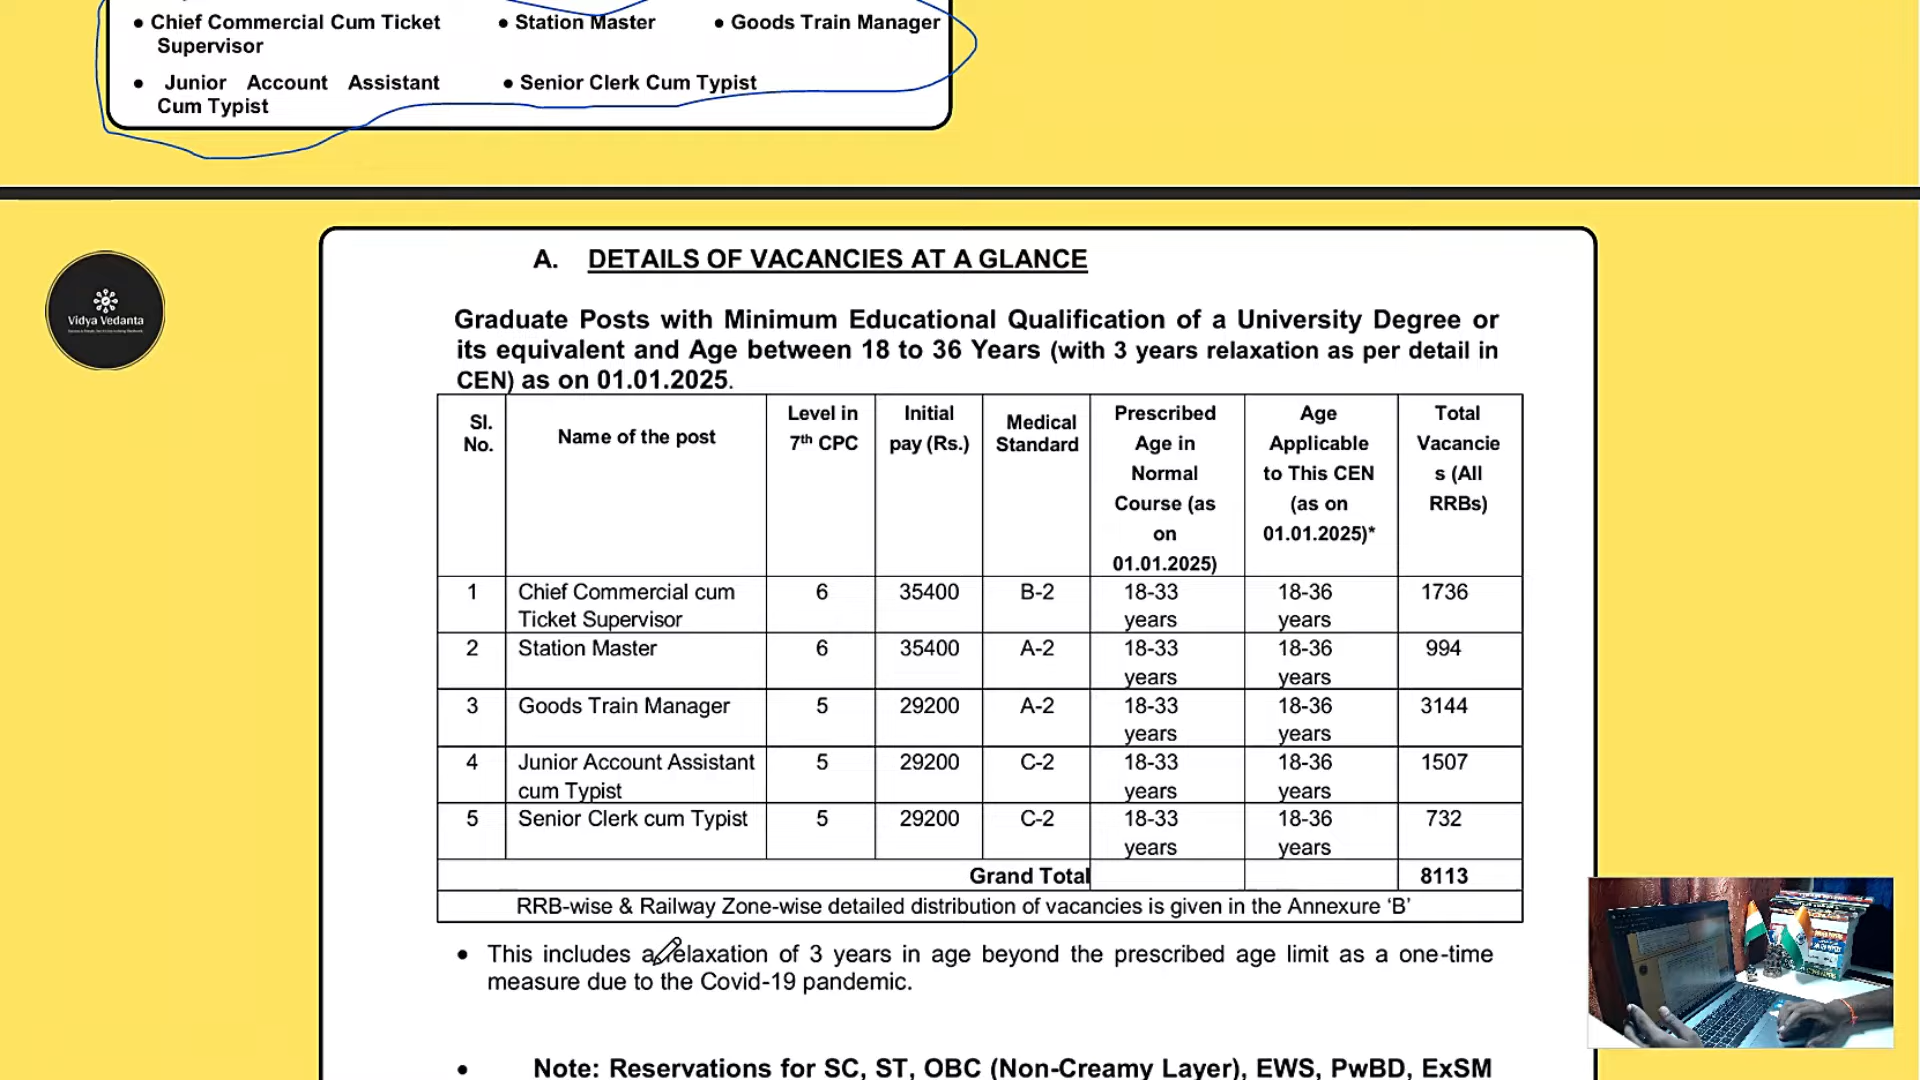 ● Chief Commercial Cum Ticket Supervisor
● Station Master
● Goods Train Manager
● Junior Account Assistant Cum Typist
● Senior Clerk Cum Typist
Vidya Vedanta
A. DETAILS OF VACANCIES AT A GLANCE
Graduate Posts with Minimum Educational Qualification of a University Degree or
its equivalent and Age between 18 to 36 Years (with 3 years relaxation as per detail in
CEN) as on 01.01.2025.
Sl. No. | Name of the post | Level in 7th CPC | Initial pay (Rs.) | Medical Standard | Prescribed Age in Normal Course (as on 01.01.2025) | Age Applicable to This CEN (as on 01.01.2025)* | Total Vacancie s (All RRBs)
1 | Chief Commercial cum Ticket Supervisor | 6 | 35400 | B-2 | 18-33 years | 18-36 years | 1736
2 | Station Master | 6 | 35400 | A-2 | 18-33 years | 18-36 years | 994
3 | Goods Train Manager | 5 | 29200 | A-2 | 18-33 years | 18-36 years | 3144
4 | Junior Account Assistant cum Typist | 5 | 29200 | C-2 | 18-33 years | 18-36 years | 1507
5 | Senior Clerk cum Typist | 5 | 29200 | C-2 | 18-33 years | 18-36 years | 732
Grand Total | 8113
RRB-wise & Railway Zone-wise detailed distribution of vacancies is given in the Annexure ‘B’
● This includes a relaxation of 3 years in age beyond the prescribed age limit as a one-time
measure due to the Covid-19 pandemic.
● Note: Reservations for SC, ST, OBC (Non-Creamy Layer), EWS, PwBD, ExSM